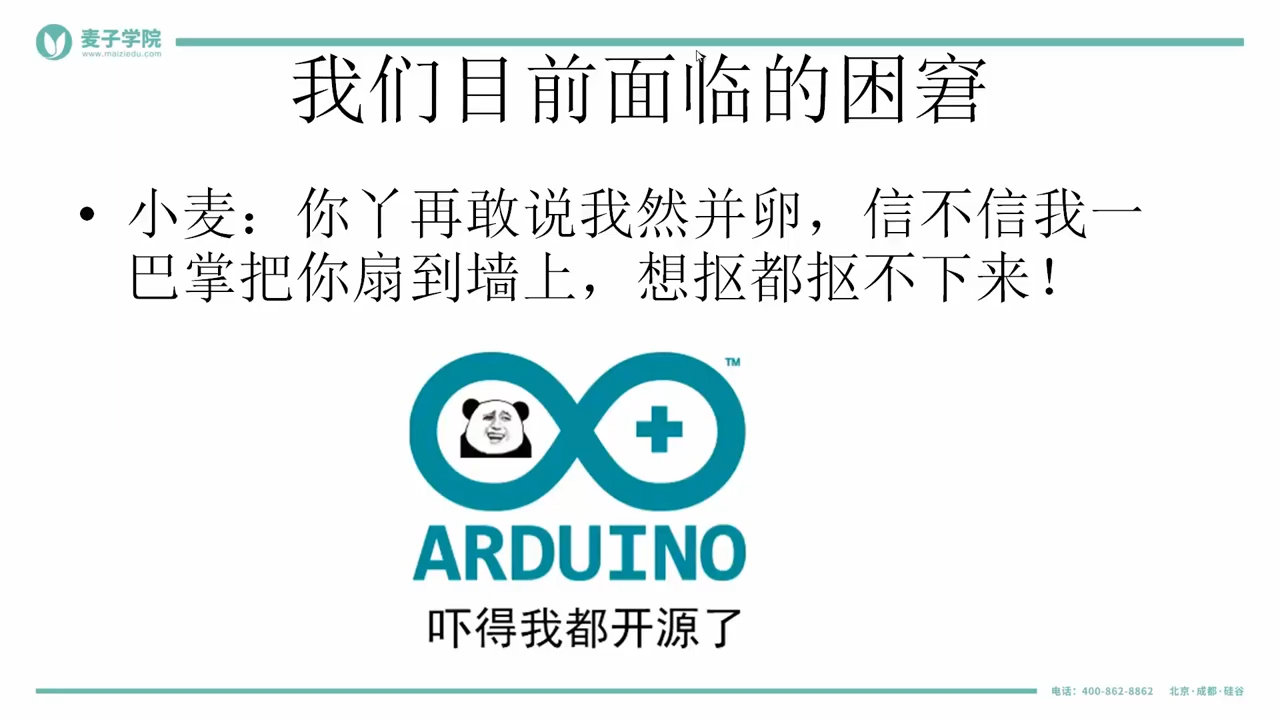 麦子学院
www.maiziedu.com
我们目前面临的困窘
• 小麦：你丫再敢说我然并卵，信不信我一
巴掌把你扇到墙上，想抠都抠不下来！
TM
ARDUINO
吓得我都开源了
电话：400-862-8862 北京·成都·硅谷